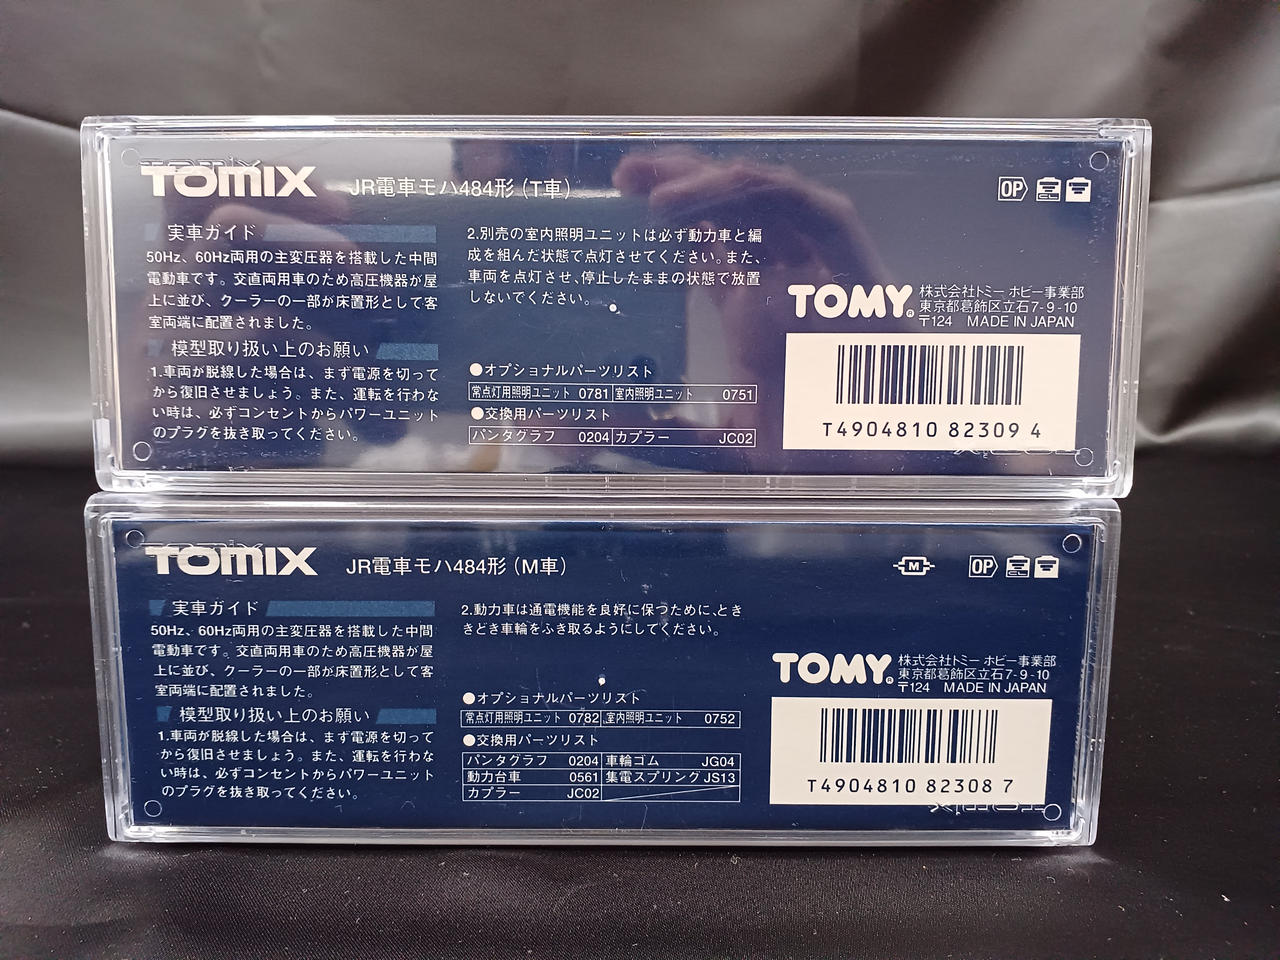 TOMIX JR電車モハ484形(T車)
OP CL
実車ガイド
50Hz、60Hz両用の主変圧器を搭載した中間
電動車です。交直両用車のため高圧機器が屋
上に並び、クーラーの一部が床置形として客
室両端に配置されました。
模型取り扱い上のお願い
1.車両が脱線した場合は、まず電源を切って
から復旧させましょう。また、運転を行わな
い時は、必ずコンセントからパワーユニット
のプラグを抜き取ってください。
2.別売の室内照明ユニットは必ず動力車と編
成を組んだ状態で点灯させてください。また、
車両を点灯させ、停止したままの状態で放置
しないでください。
●オプショナルパーツリスト
常点灯用照明ユニット 0781 室内照明ユニット 0751
●交換用パーツリスト
パンタグラフ 0204 カプラー JC02
TOMY® 株式会社トミー ホビー事業部
東京都葛飾区立石7-9-10
〒124 MADE IN JAPAN
T4904810 82309 4
TOMIX JR電車モハ484形(M車)
M OP CL
実車ガイド
50Hz、60Hz両用の主変圧器を搭載した中間
電動車です。交直両用車のため高圧機器が屋
上に並び、クーラーの一部が床置形として客
室両端に配置されました。
模型取り扱い上のお願い
1.車両が脱線した場合は、まず電源を切って
から復旧させましょう。また、運転を行わな
い時は、必ずコンセントからパワーユニット
のプラグを抜き取ってください。
2.動力車は通電機能を良好に保つために、とき
どき車輪をふき取るようにしてください。
●オプショナルパーツリスト
常点灯用照明ユニット 0782 室内照明ユニット 0752
●交換用パーツリスト
パンタグラフ 0204 車輪ゴム JG04
動力台車 0561 集電スプリング JS13
カプラー JC02
TOMY® 株式会社トミー ホビー事業部
東京都葛飾区立石7-9-10
〒124 MADE IN JAPAN
T4904810 82308 7